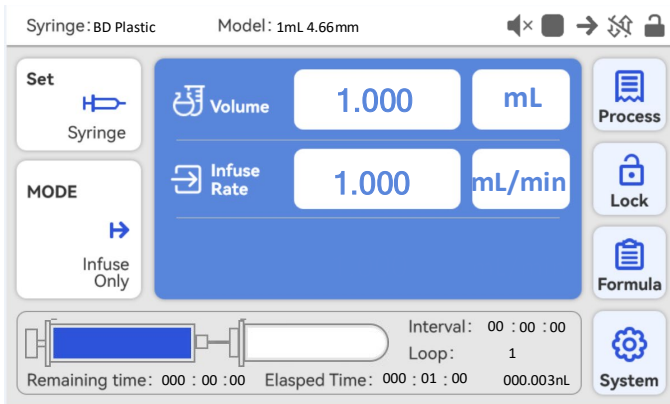 Syringe: BD Plastic Model: 1mL 4.66mm
Set
Syringe
MODE
Infuse
Only
Volume 1.000 mL
Infuse
Rate 1.000 mL/min
Process
Lock
Formula
System
Interval: 00 : 00 : 00
Loop: 1
Remaining time: 000 : 00 : 00 Elasped Time: 000 : 01 : 00 000.003nL